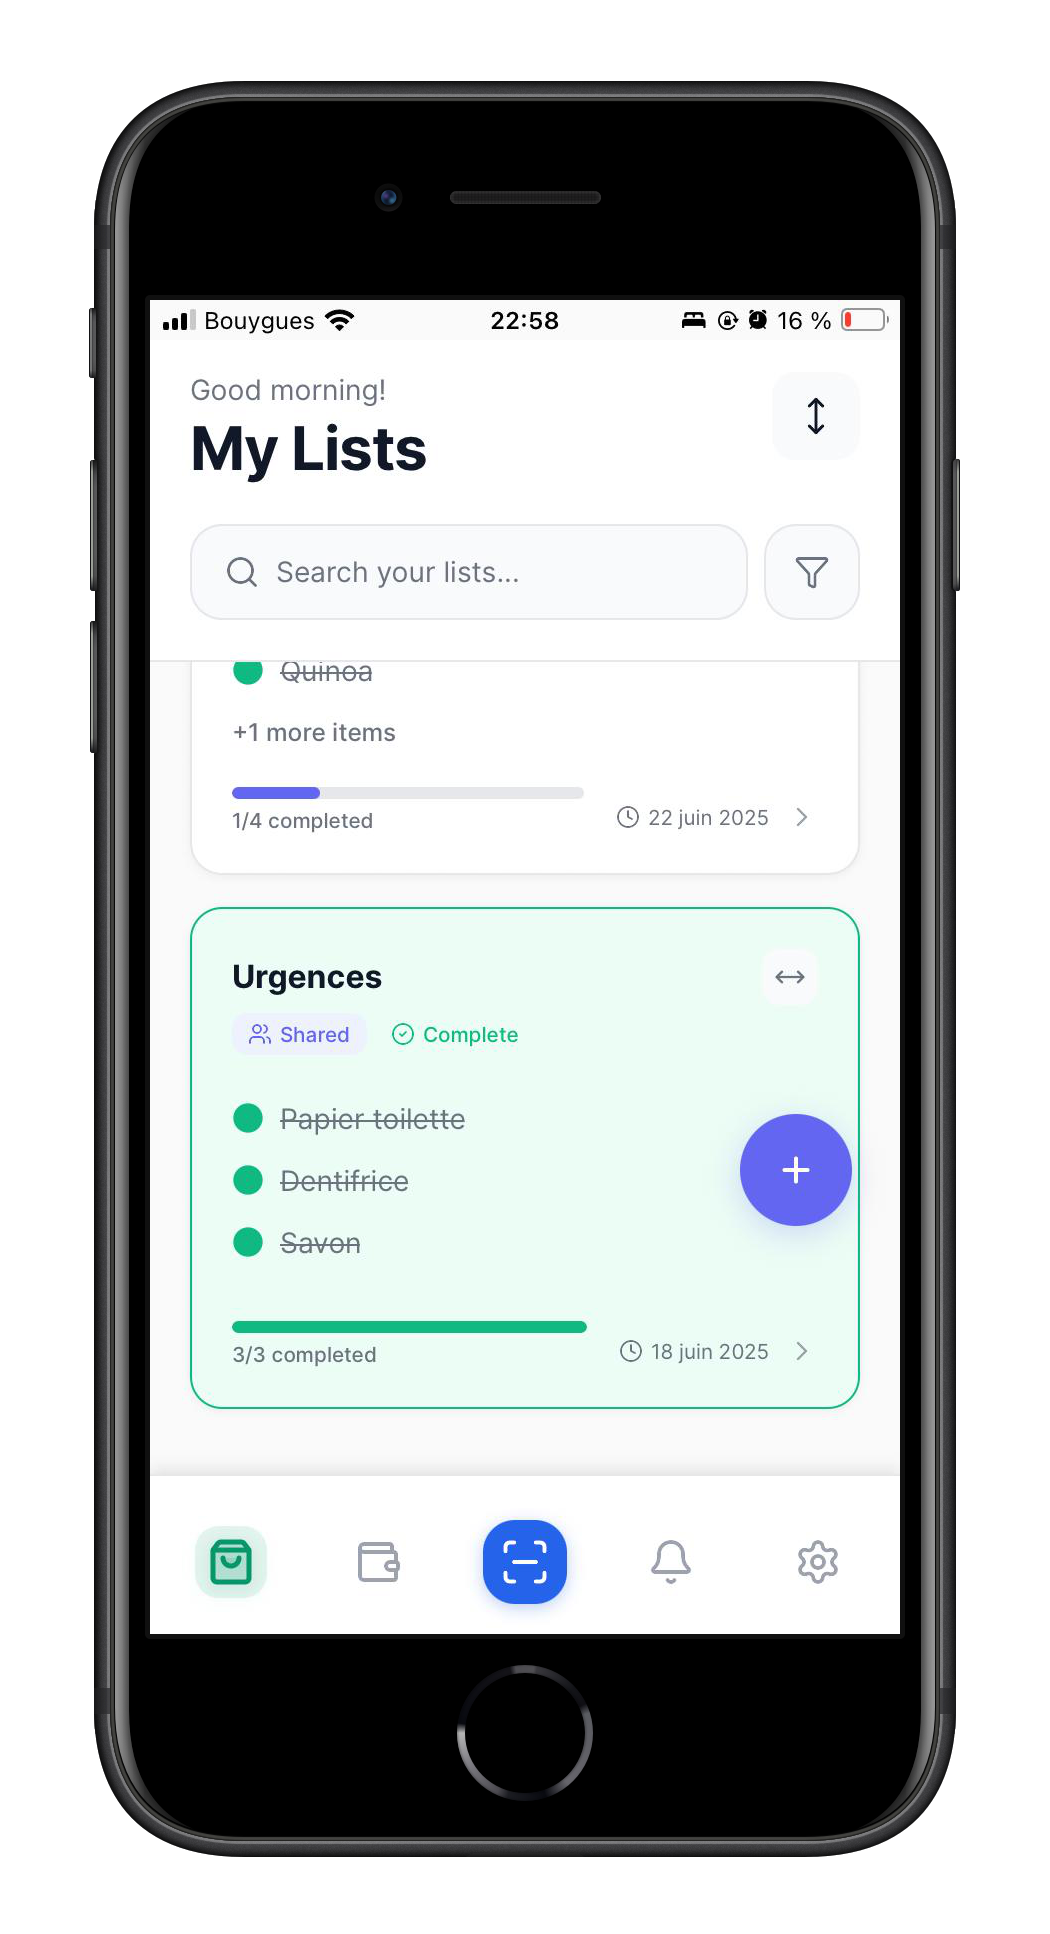 Bouygues 22:58 16 %
Good morning!
My Lists
Search your lists...
Quinoa
+1 more items
1/4 completed
22 juin 2025
Urgences
Shared
Complete
Papier toilette
Dentifrice
Savon
3/3 completed
18 juin 2025